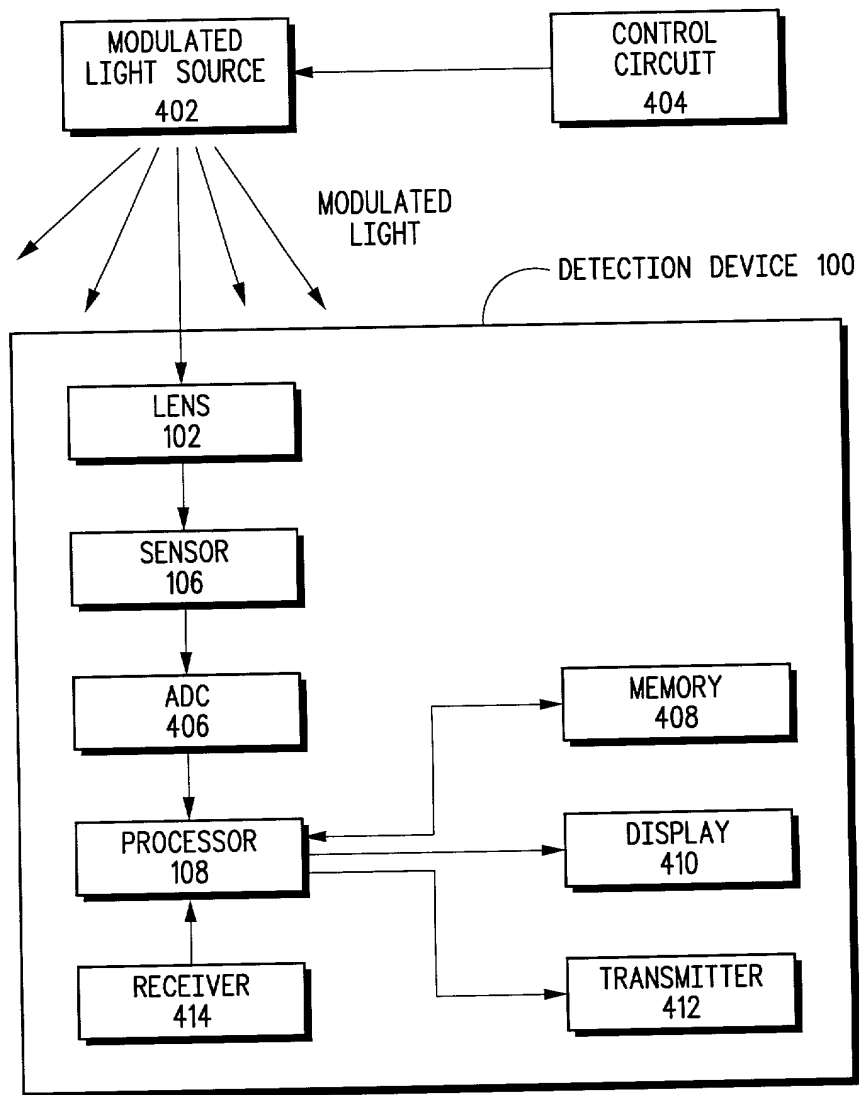 MODULATED
LIGHT SOURCE
402
CONTROL
CIRCUIT
404
MODULATED
LIGHT
DETECTION DEVICE 100
LENS
102
SENSOR
106
ADC
406
MEMORY
408
PROCESSOR
108
DISPLAY
410
RECEIVER
414
TRANSMITTER
412